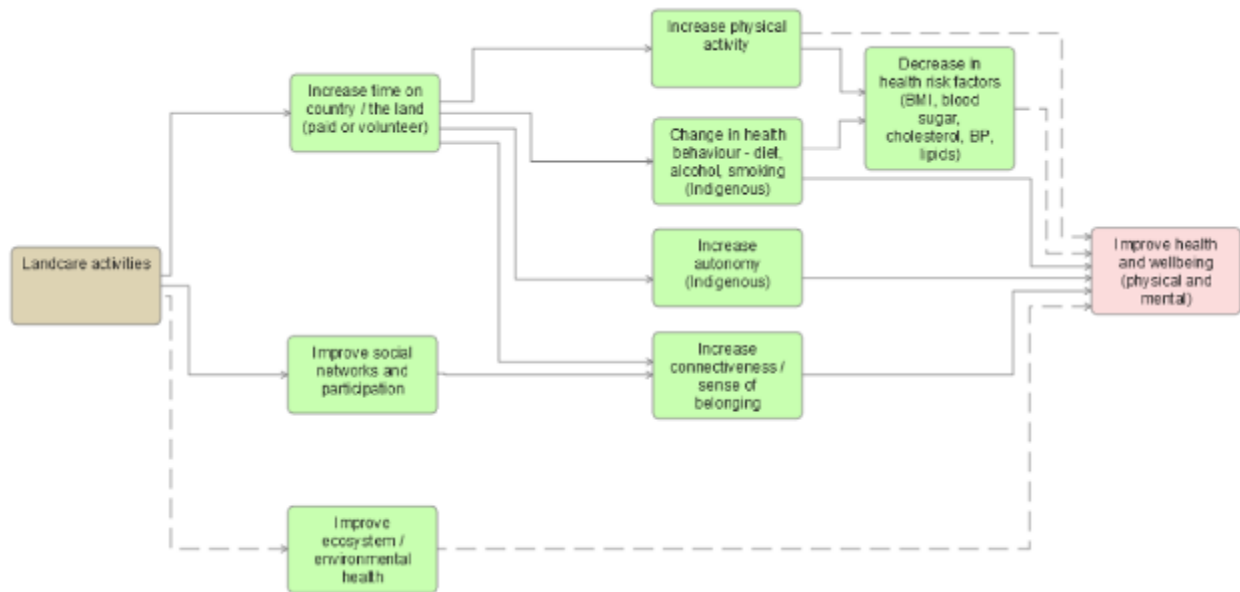 Landcare activities
Increase time on
country / the land
(paid or volunteer)
Improve social
networks and
participation
Improve
ecosystem /
environmental
health
Increase physical
activity
Change in health
behaviour - diet,
alcohol, smoking
(Indigenous)
Increase
autonomy
(Indigenous)
Increase
connectiveness /
sense of
belonging
Decrease in
health risk factors
(BMI, blood
sugar,
cholesterol, BP,
lipids)
Improve health
and wellbeing
(physical and
mental)